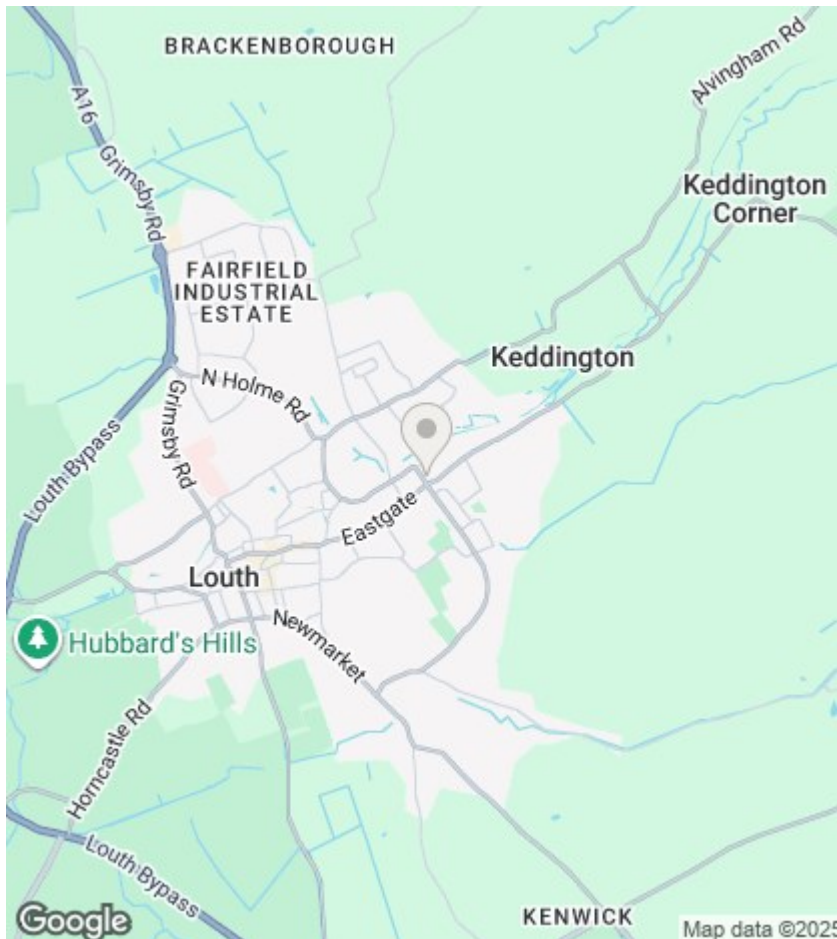 BRACKENBOROUGH
Alvingham Rd
A16
Grimsby Rd
Keddington
Corner
FAIRFIELD
INDUSTRIAL
ESTATE
Keddington
N Holme Rd
Grimsby Rd
Louth Bypass
Eastgate
Louth
Newmarket
Hubbard's Hills
Horncastle Rd
Louth Bypass
KENWICK
Google
Map data ©2025